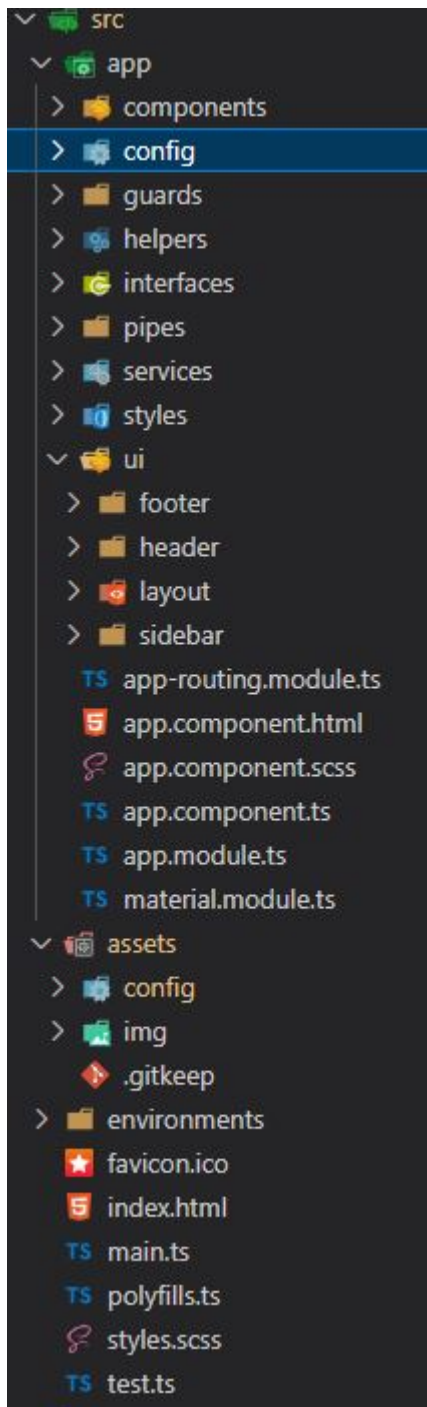 src
app
components
config
guards
helpers
interfaces
pipes
services
styles
ui
footer
header
layout
sidebar
TS app-routing.module.ts
app.component.html
app.component.scss
TS app.component.ts
TS app.module.ts
TS material.module.ts
assets
config
img
.gitkeep
environments
favicon.ico
index.html
TS main.ts
TS polyfills.ts
styles.scss
TS test.ts